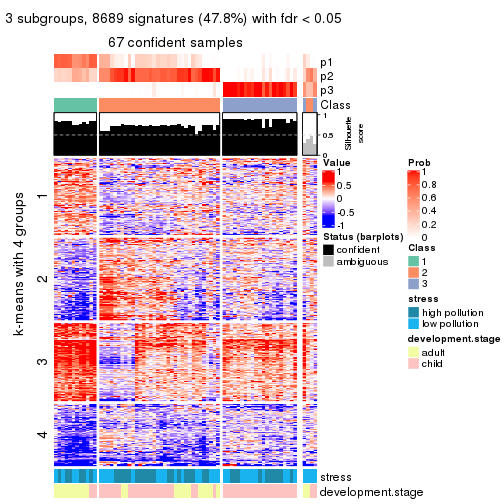 3 subgroups, 8689 signatures (47.8%) with fdr < 0.05
67 confident samples
p1
p2
p3
Class
1
0.5
0
Silhouette
score
k-means with 4 groups
1
2
3
4
Value
1
0.5
0
-0.5
-1
Status (barplots)
confident
ambiguous
Prob
1
0.8
0.6
0.4
0.2
0
Class
1
2
3
stress
high pollution
low pollution
development.stage
adult
child
stress
development.stage